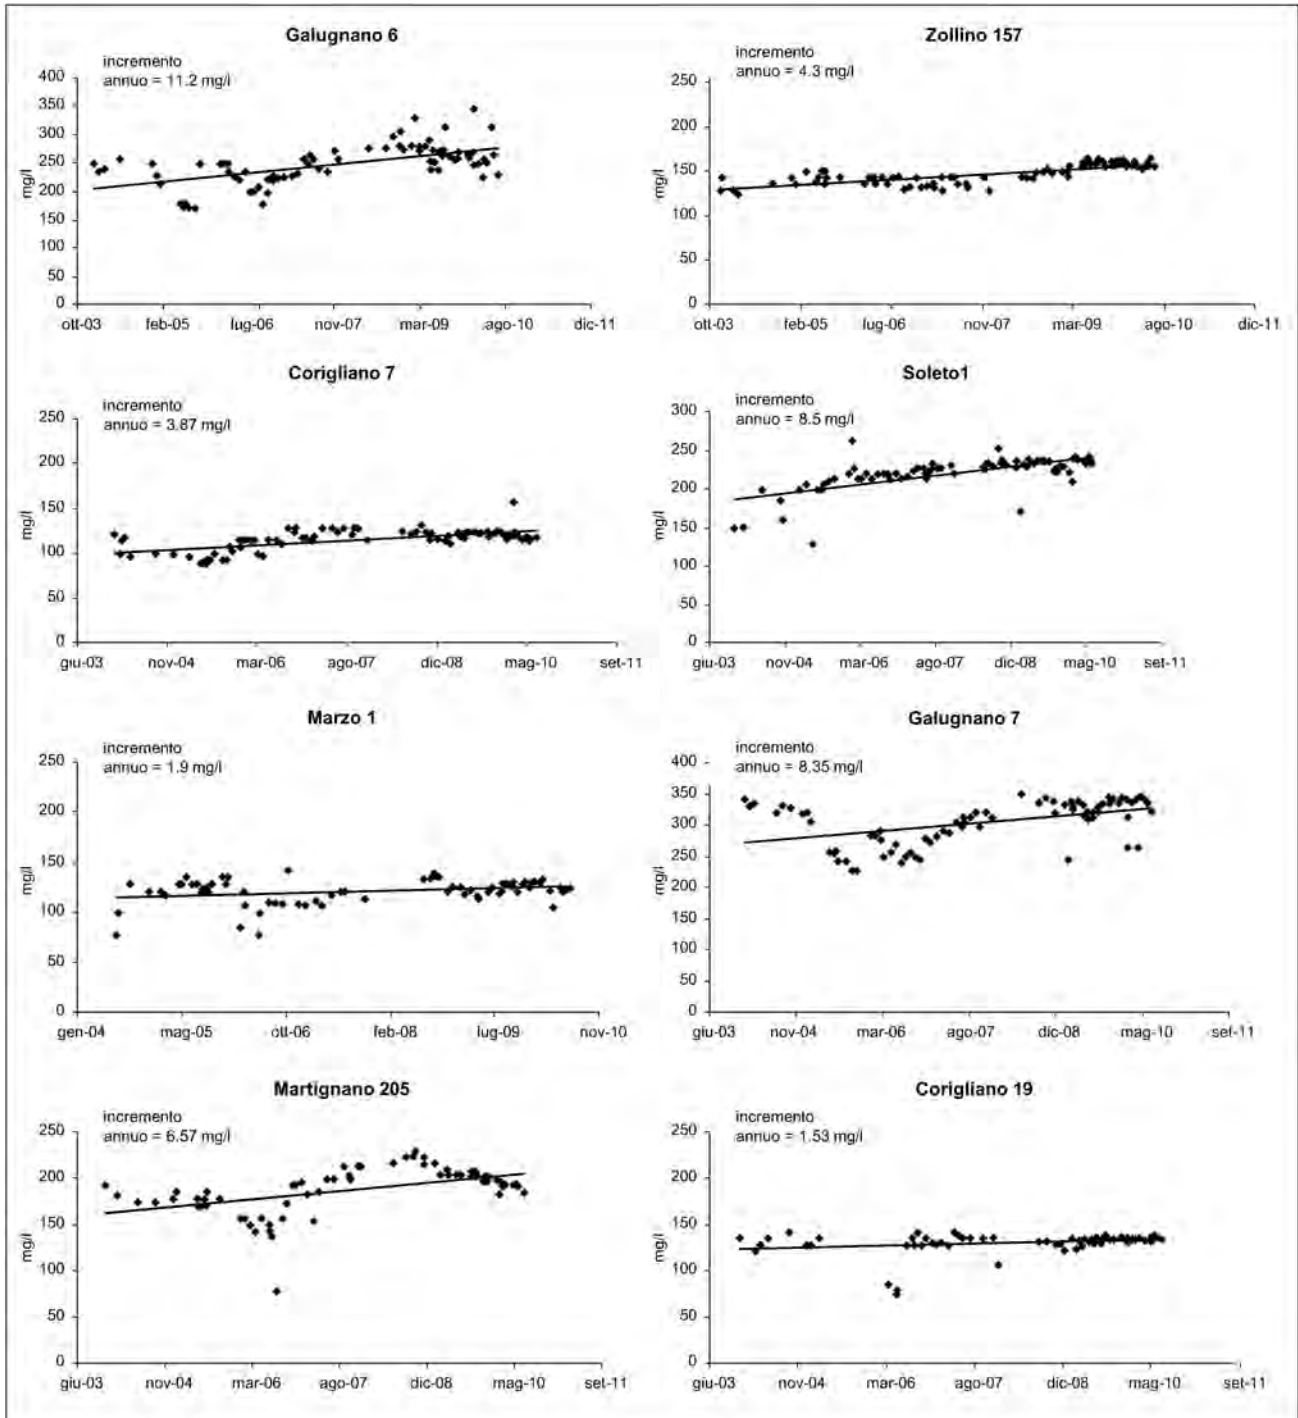 Galugnano 6
incremento
annuo = 11.2 mg/l
400
350
300
250
200
150
100
50
0
mg/l
ott-03 feb-05 lug-06 nov-07 mar-09 ago-10 dic-11
Zollino 157
incremento
annuo = 4.3 mg/l
250
200
150
100
50
0
mg/l
ott-03 feb-05 lug-06 nov-07 mar-09 ago-10 dic-11
Corigliano 7
incremento
annuo = 3.87 mg/l
250
200
150
100
50
0
mg/l
giu-03 nov-04 mar-06 ago-07 dic-08 mag-10 set-11
Soleto1
incremento
annuo = 8.5 mg/l
300
250
200
150
100
50
0
mg/l
giu-03 nov-04 mar-06 ago-07 dic-08 mag-10 set-11
Marzo 1
incremento
annuo = 1.9 mg/l
250
200
150
100
50
0
mg/l
gen-04 mag-05 ott-06 feb-08 lug-09 nov-10
Galugnano 7
incremento
annuo = 8.35 mg/l
400
350
300
250
200
150
100
50
0
mg/l
giu-03 nov-04 mar-06 ago-07 dic-08 mag-10 set-11
Martignano 205
incremento
annuo = 6.57 mg/l
250
200
150
100
50
0
mg/l
giu-03 nov-04 mar-06 ago-07 dic-08 mag-10 set-11
Corigliano 19
incremento
annuo = 1.53 mg/l
250
200
150
100
50
0
mg/l
giu-03 nov-04 mar-06 ago-07 dic-08 mag-10 set-11